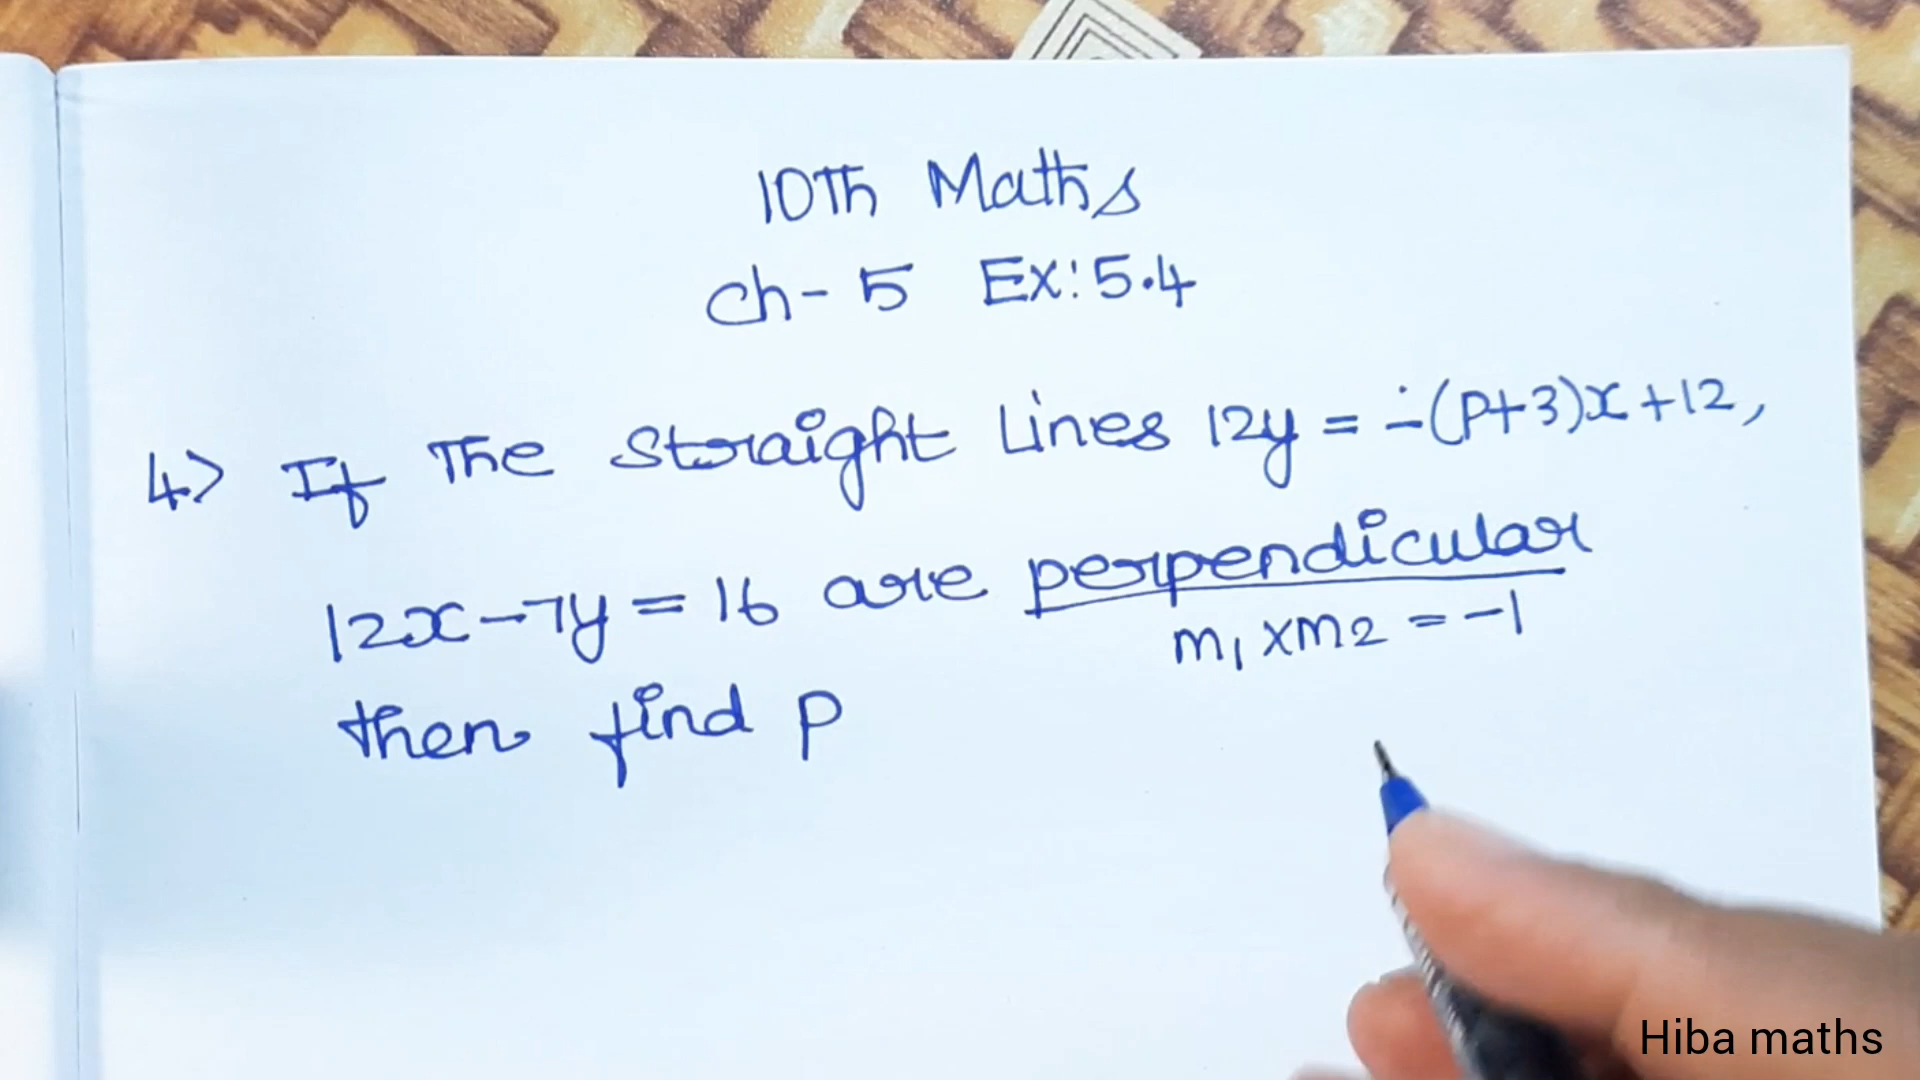 10Th Maths
Ch- 5 Ex: 5.4
4) If The Straight Lines 12y = -(P+3)x+12,
12x-7y=16 are perpendicular
m1 x m2 = -1
then find P
Hiba maths